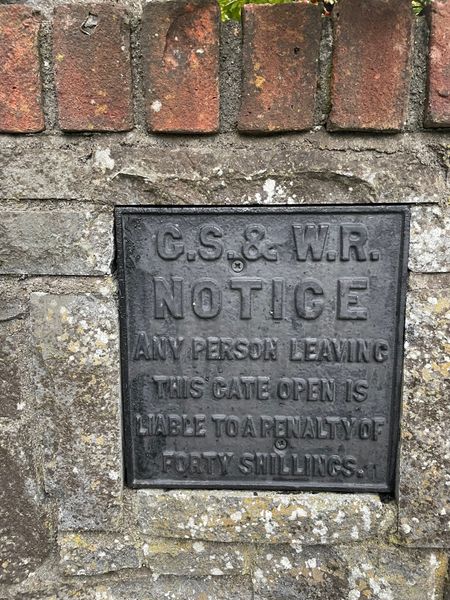 G.S. & W.R.
NOTICE
ANY PERSON LEAVING
THIS GATE OPEN IS
LIABLE TO A PENALTY OF
FORTY SHILLINGS.